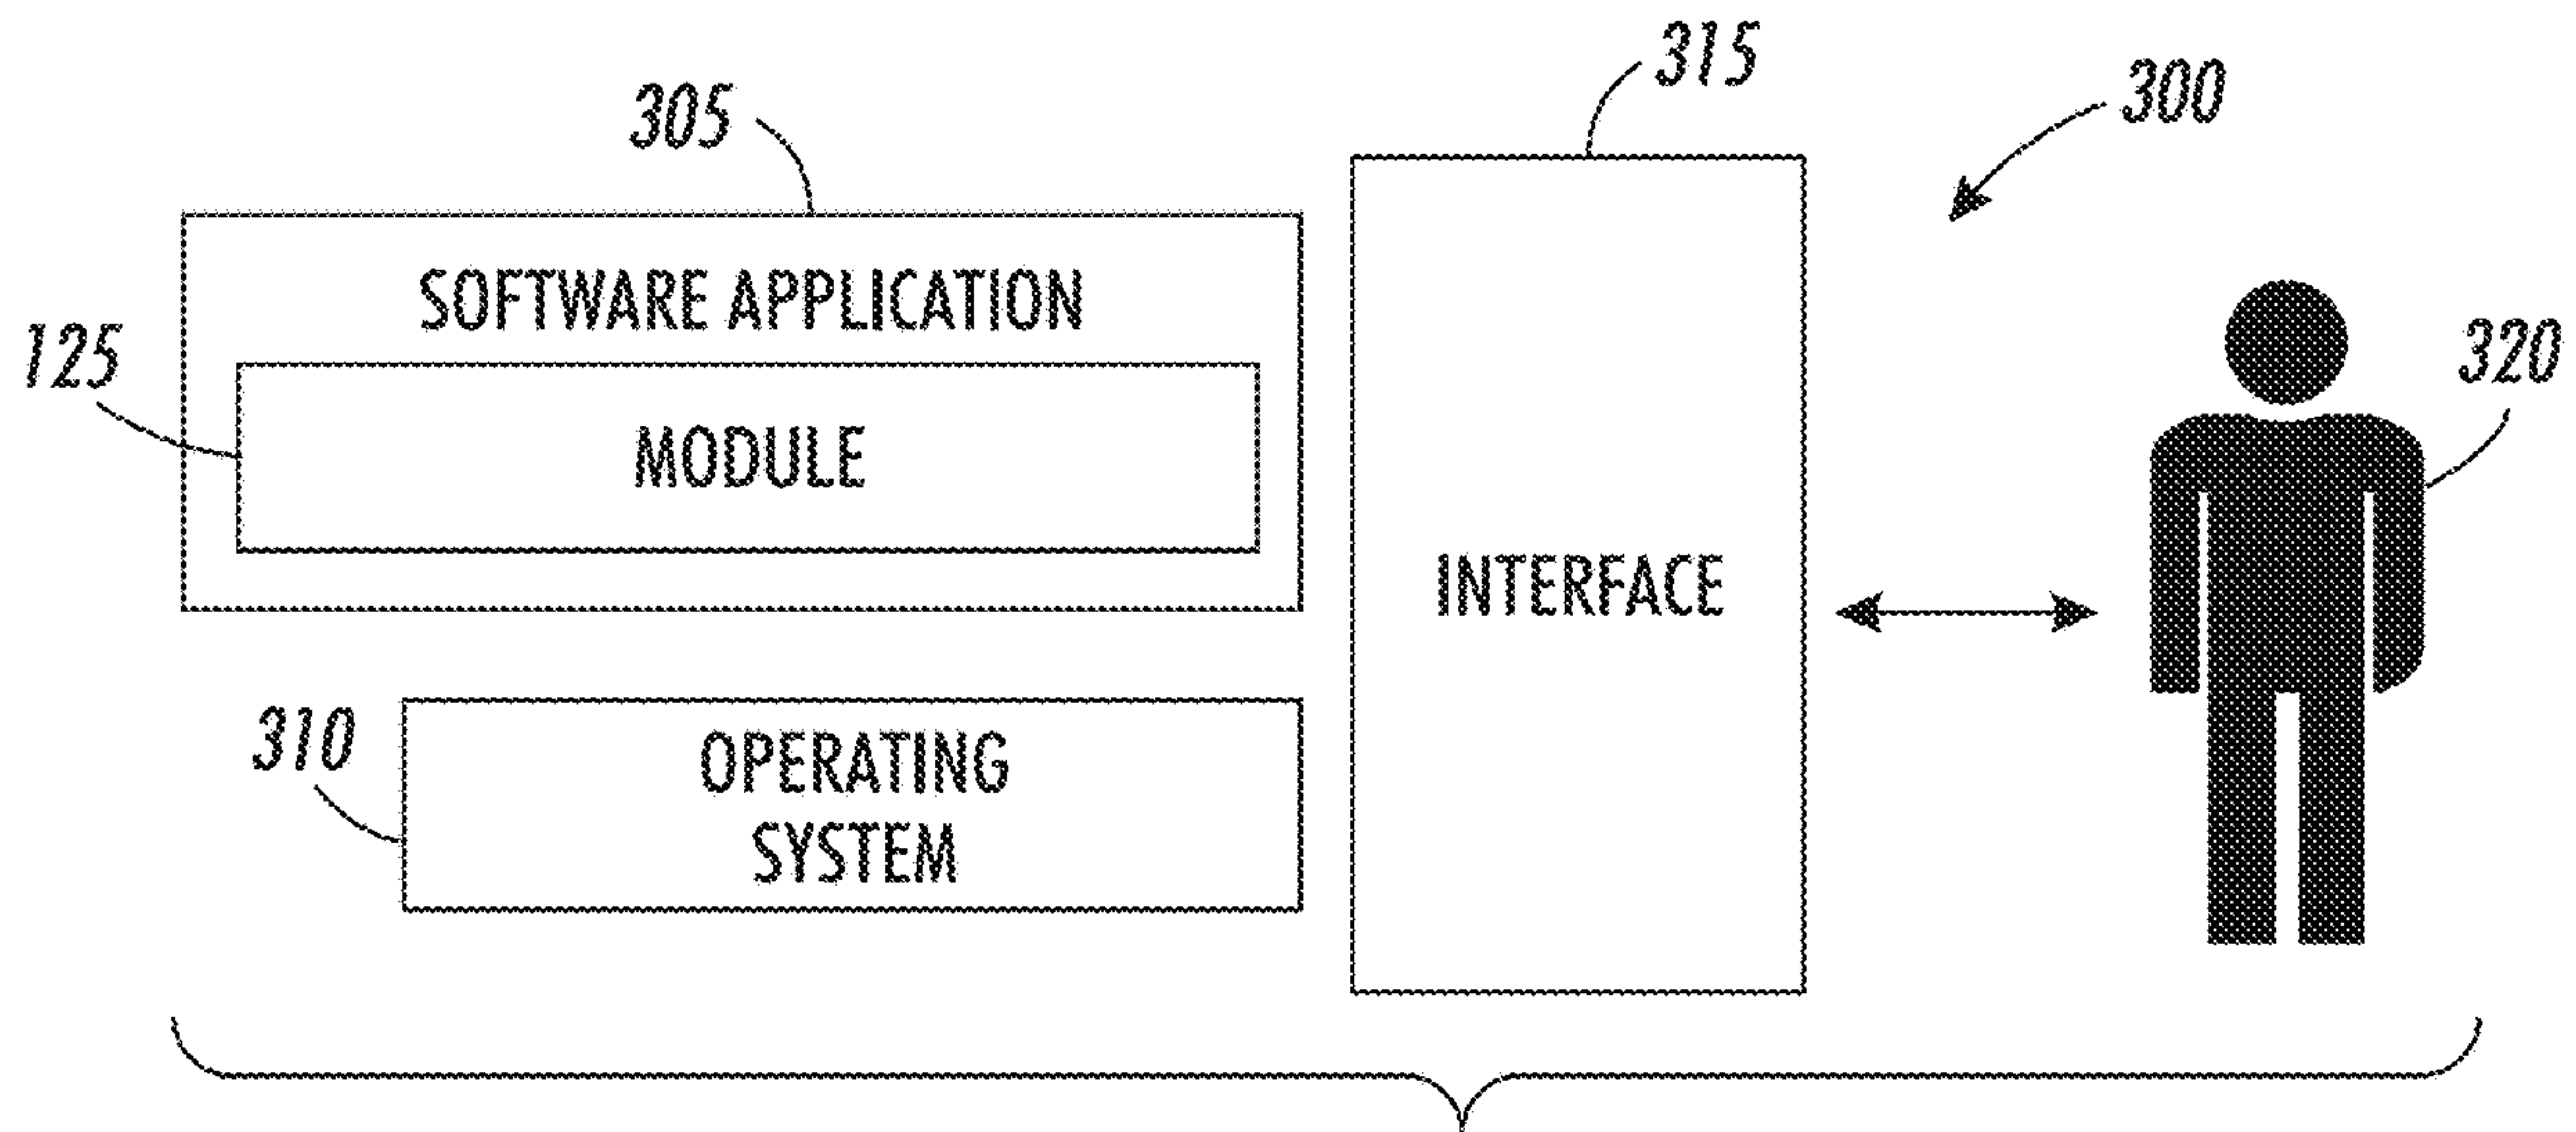 315
300
305
SOFTWARE APPLICATION
125
320
MODULE
INTERFACE
310
OPERATING
SYSTEM